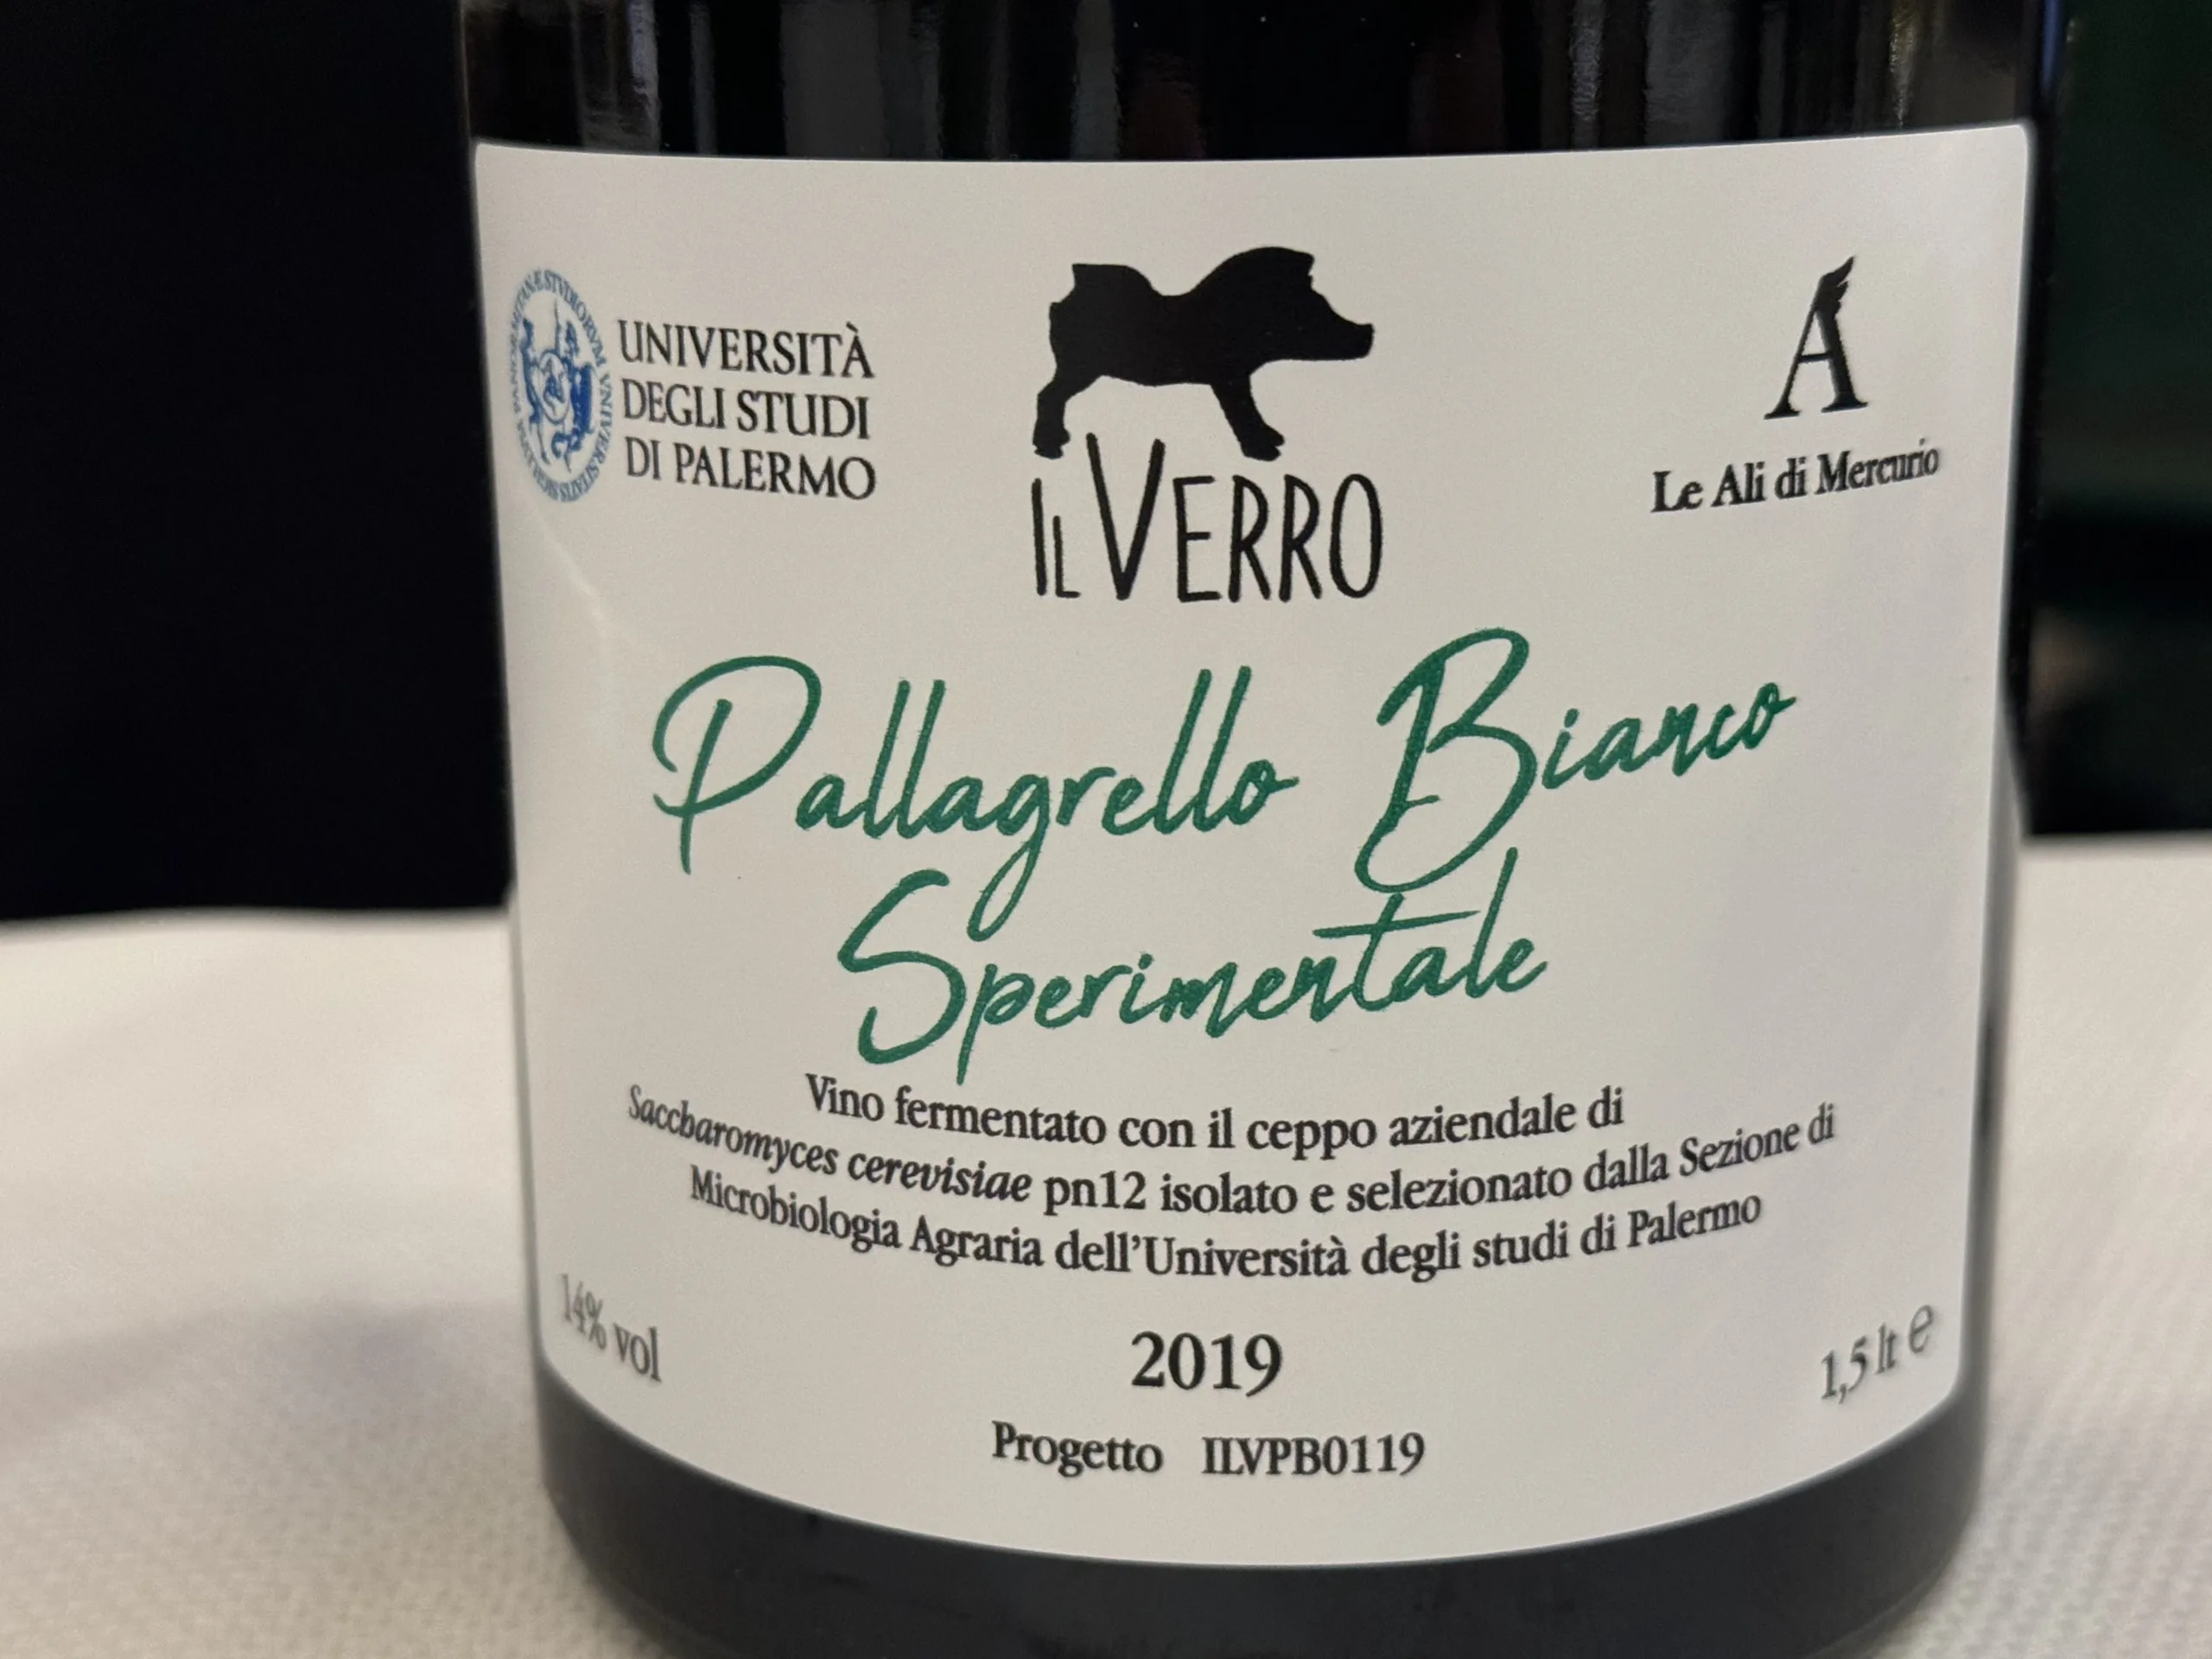 UNIVERSITÀ
DEGLI STUDI
DI PALERMO
IL VERRO
A
Le Ali di Mercurio
Pallagrello Bianco
Sperimentale
Vino fermentato con il ceppo aziendale di
Saccharomyces cerevisiae pn12 isolato e selezionato dalla Sezione di
Microbiologia Agraria dell'Università degli studi di Palermo
14% vol
2019
1,5 lt e
Progetto ILVPB0119